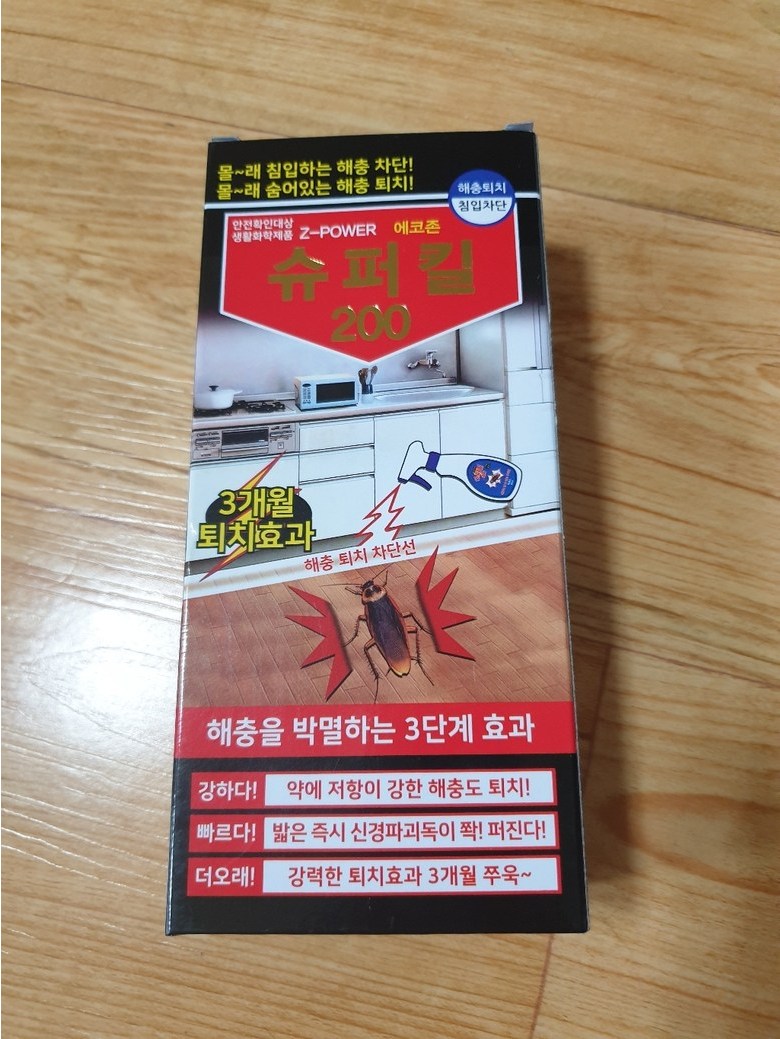 몰~래 침입하는 해충 차단!
몰~래 숨어있는 해충 퇴치!
해충퇴치
침입차단
안전확인대상
생활화학제품
Z-POWER
에코존
슈퍼킬
200
3개월
퇴치효과
해충 퇴치 차단선
해충을 박멸하는 3단계 효과
강하다! 약에 저항이 강한 해충도 퇴치!
빠르다! 밟은 즉시 신경파괴독이 쫙! 퍼진다!
더오래! 강력한 퇴치효과 3개월 쭈욱~